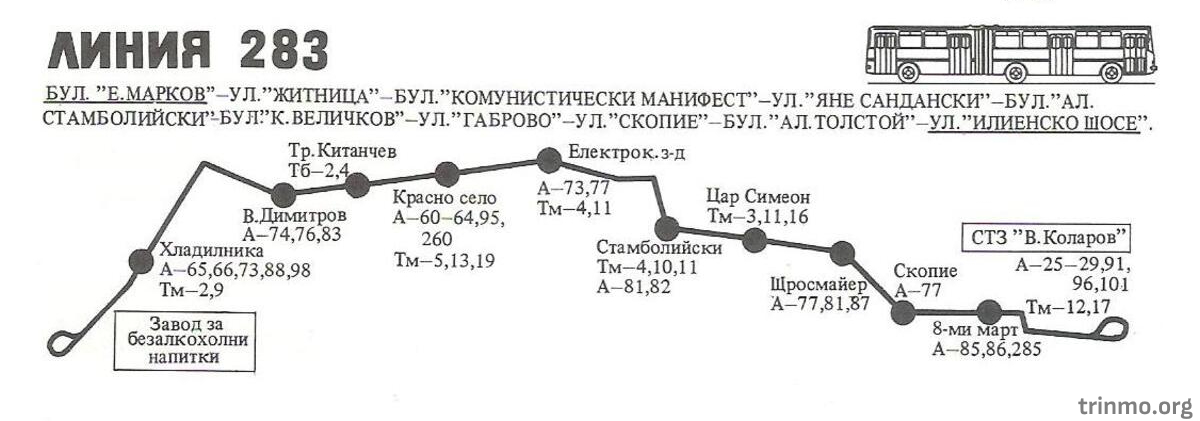 ЛИНИЯ 283
БУЛ. "Е.МАРКОВ"–УЛ."ЖИТНИЦА"–БУЛ."КОМУНИСТИЧЕСКИ МАНИФЕСТ"–УЛ."ЯНЕ САНДАНСКИ"–БУЛ."АЛ.
СТАМБОЛИЙСКИ"-БУЛ."К.ВЕЛИЧКОВ"–УЛ."ГАБРОВО"–УЛ."СКОПИЕ"–БУЛ."АЛ.ТОЛСТОЙ"–УЛ."ИЛИЕНСКО ШОСЕ".
Завод за
безалкохолни
напитки
Хладилника
А–65,66,73,88,98
Тм–2,9
В.Димитров
А–74,76,83
Тр.Китанчев
Тб–2,4
Красно село
А–60–64,95,
260
Тм–5,13,19
Електрок.з-д
А–73,77
Тм–4,11
Стамболийски
Тм–4,10,11
А–81,82
Цар Симеон
Тм–3,11,16
Щросмайер
А–77,81,87
Скопие
А–77
8-ми март
А–85,86,285
СТЗ "В.Коларов"
А–25–29,91,
96,101
Тм–12,17
trinmo.org